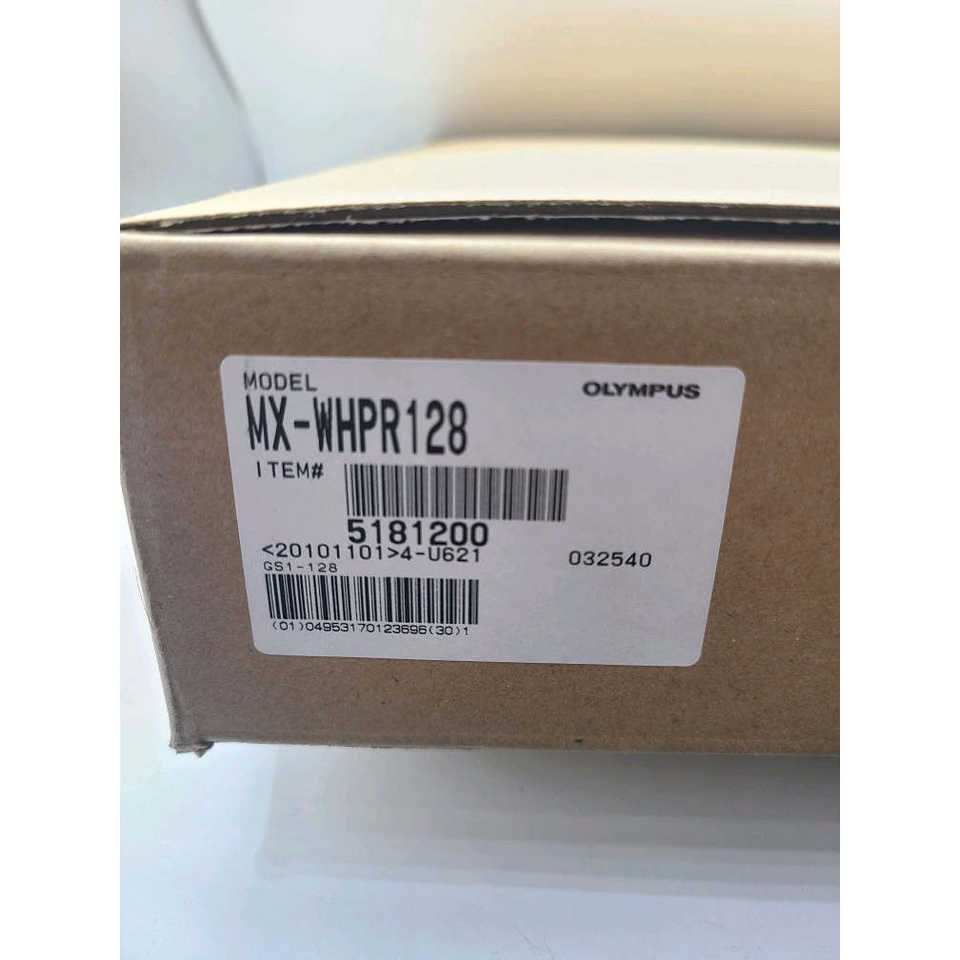 MODEL
OLYMPUS
MX-WHPR128
ITEM#
5181200
<20101101>4-U621
032540
GS1-128
(01)04953170123696(30)1